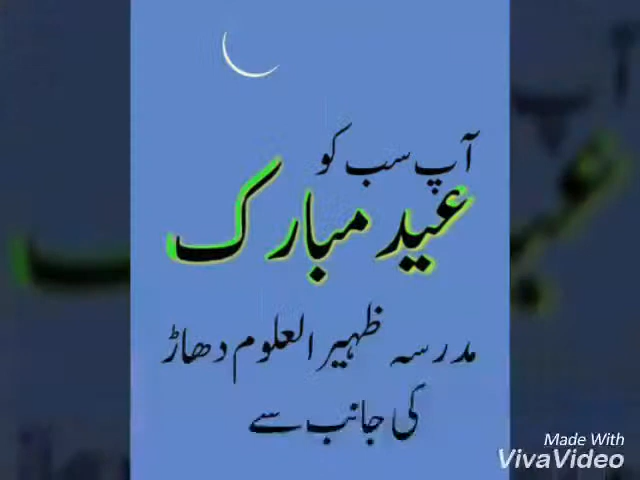 آپ سب کو
عید مبارک
مدرسہ ظہیر العلوم دھاڑ
کی جانب سے
Made With
VivaVideo